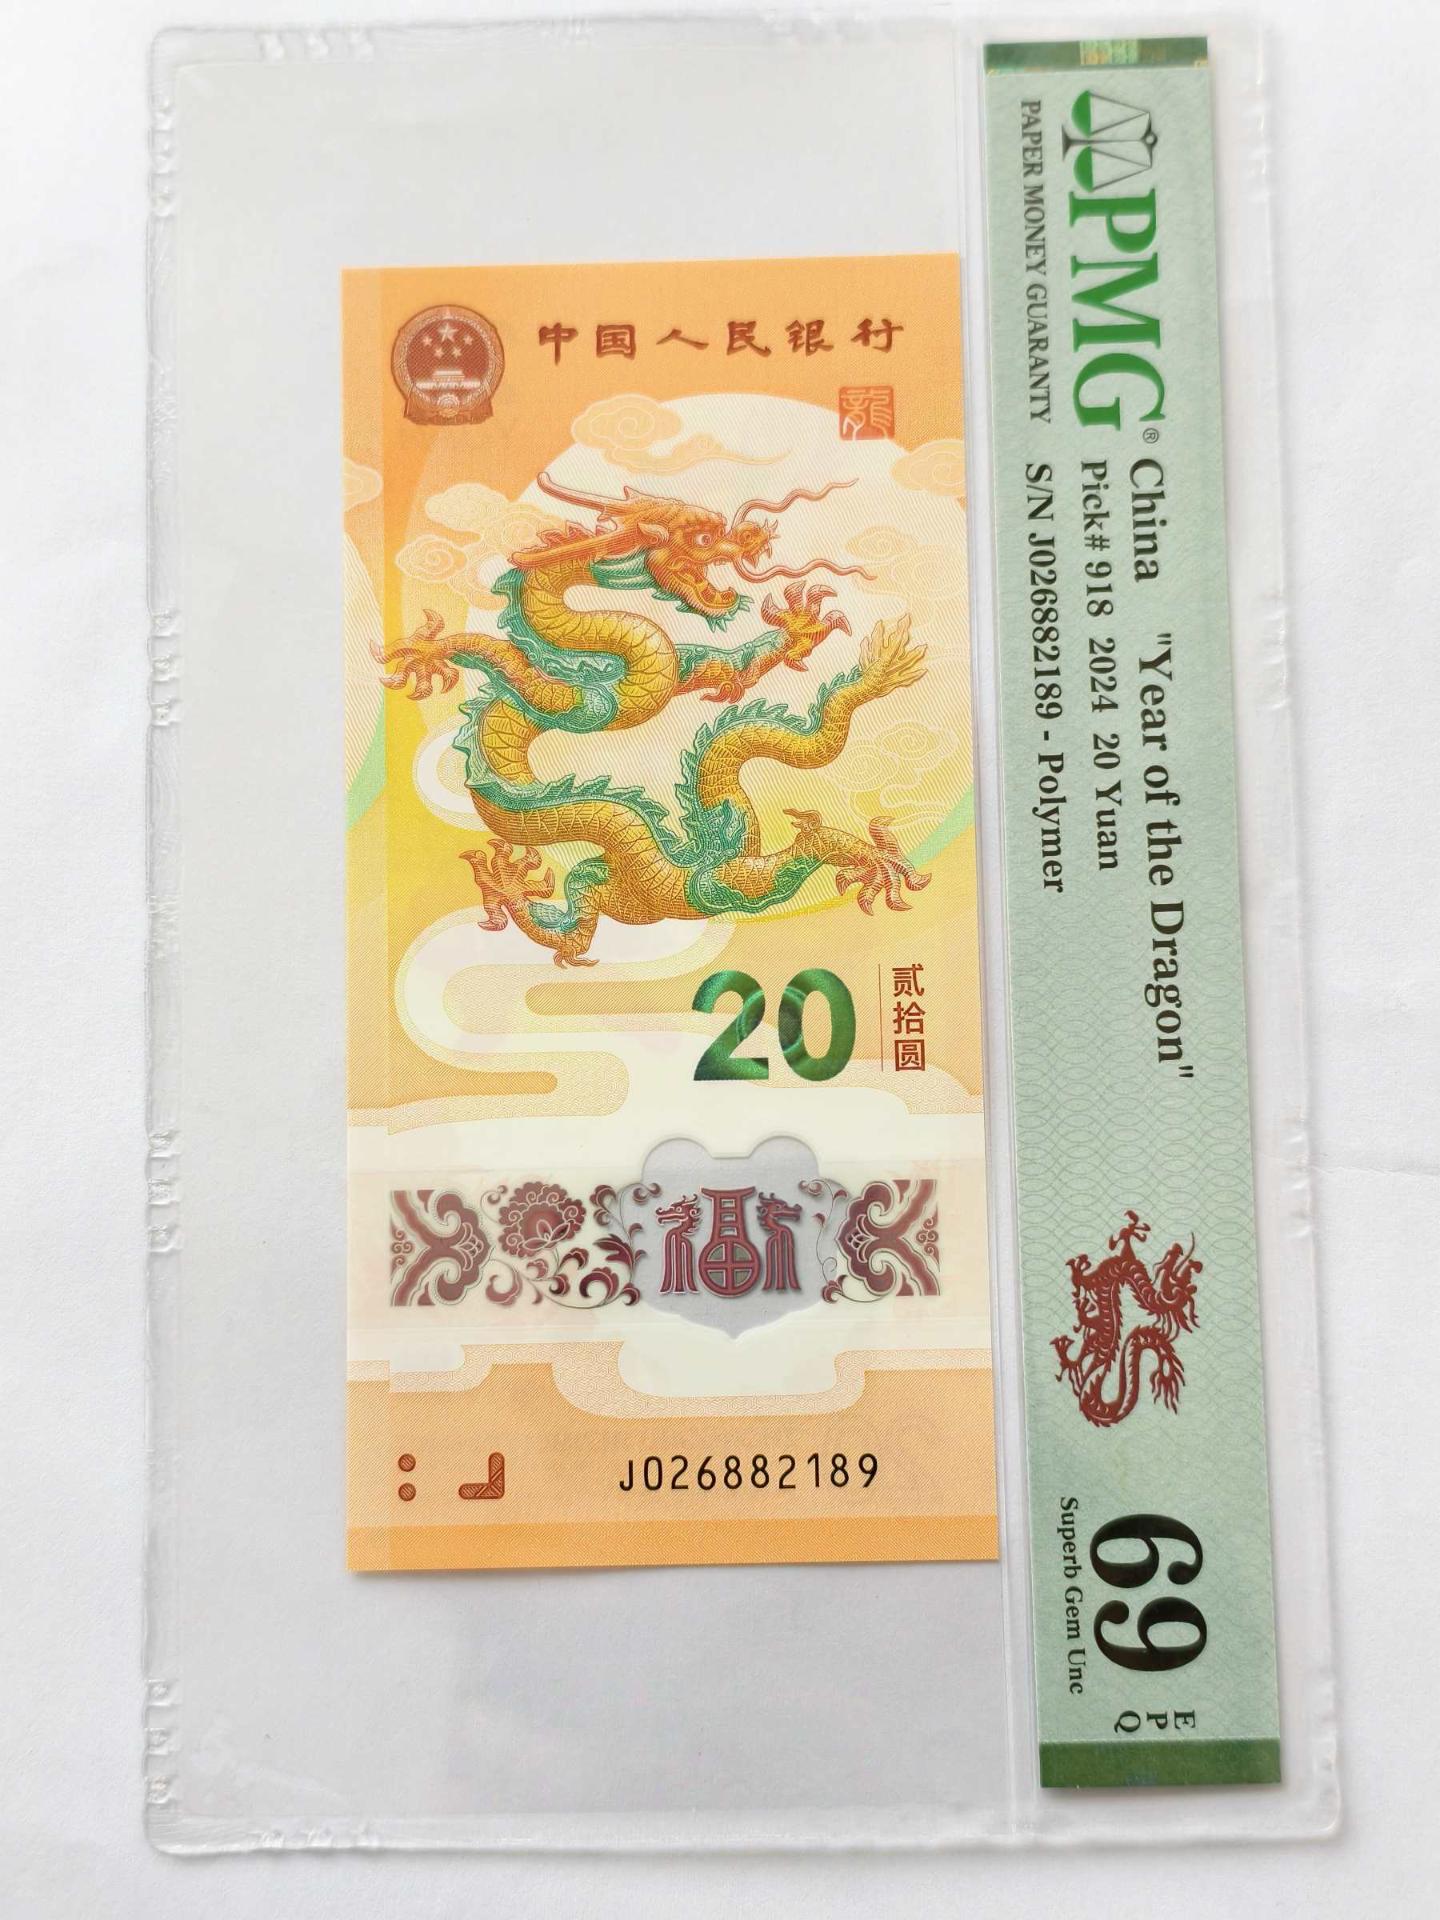 中国人民银行
龍
20
贰拾圆
福
J026882189
PMG®
PAPER MONEY GUARANTY
China "Year of the Dragon"
Pick# 918 2024 20 Yuan
S/N J026882189 - Polymer
69
EPQ
Superb Gem Unc